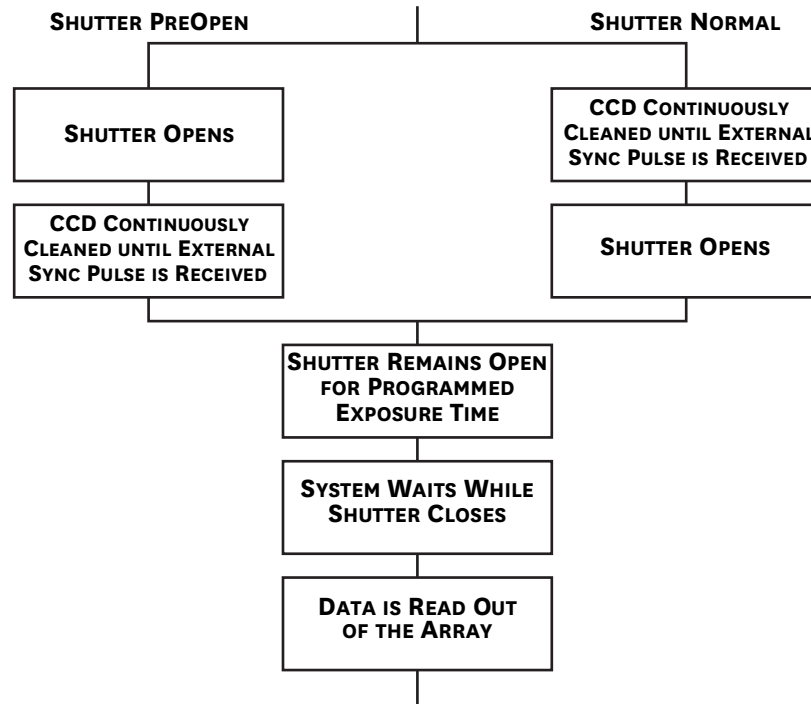 SHUTTER PREOPEN
SHUTTER NORMAL
SHUTTER OPENS
CCD CONTINUOUSLY
CLEANED UNTIL EXTERNAL
SYNC PULSE IS RECEIVED
CCD CONTINUOUSLY
CLEANED UNTIL EXTERNAL
SYNC PULSE IS RECEIVED
SHUTTER OPENS
SHUTTER REMAINS OPEN
FOR PROGRAMMED
EXPOSURE TIME
SYSTEM WAITS WHILE
SHUTTER CLOSES
DATA IS READ OUT
OF THE ARRAY